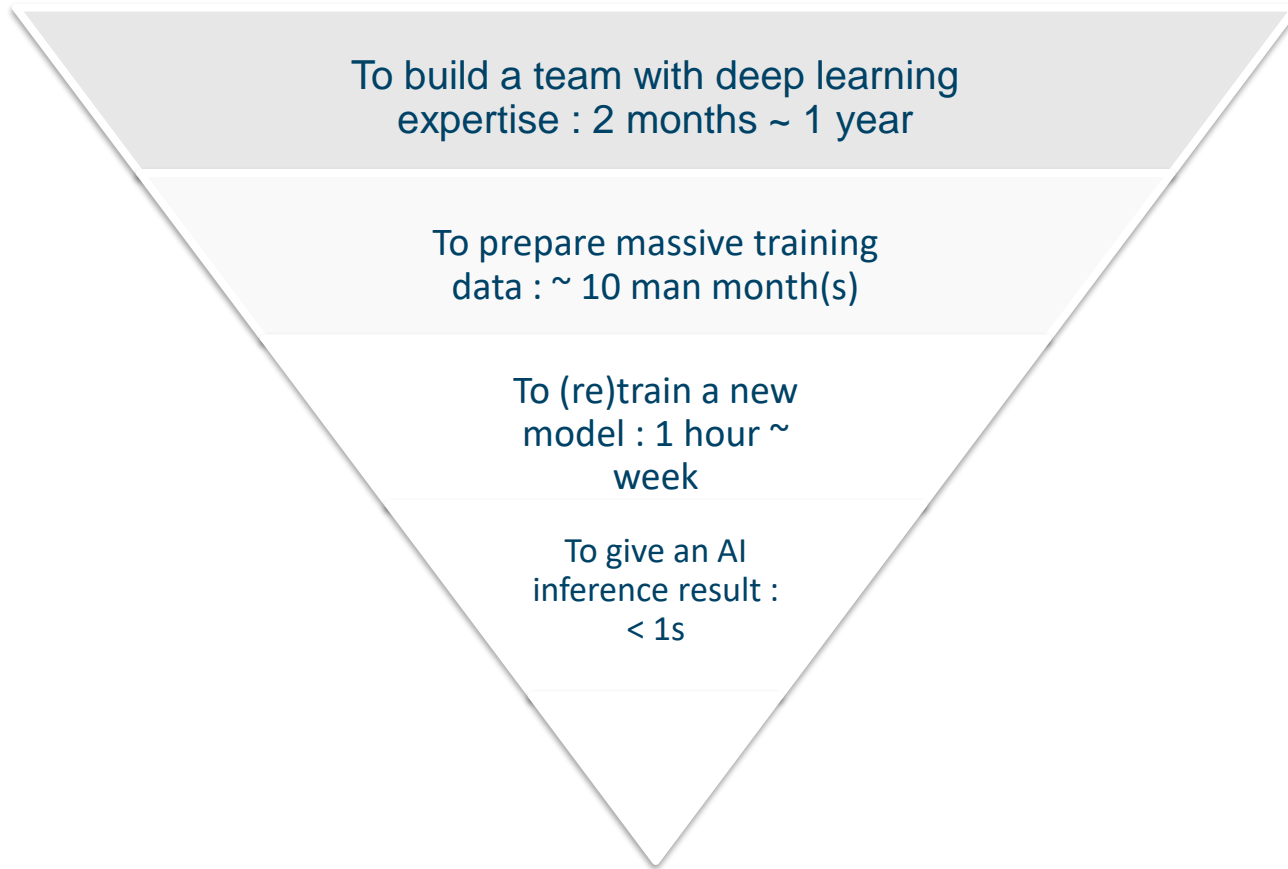 To build a team with deep learning
expertise : 2 months ~ 1 year
To prepare massive training
data : ~ 10 man month(s)
To (re)train a new
model : 1 hour ~
week
To give an AI
inference result :
< 1s